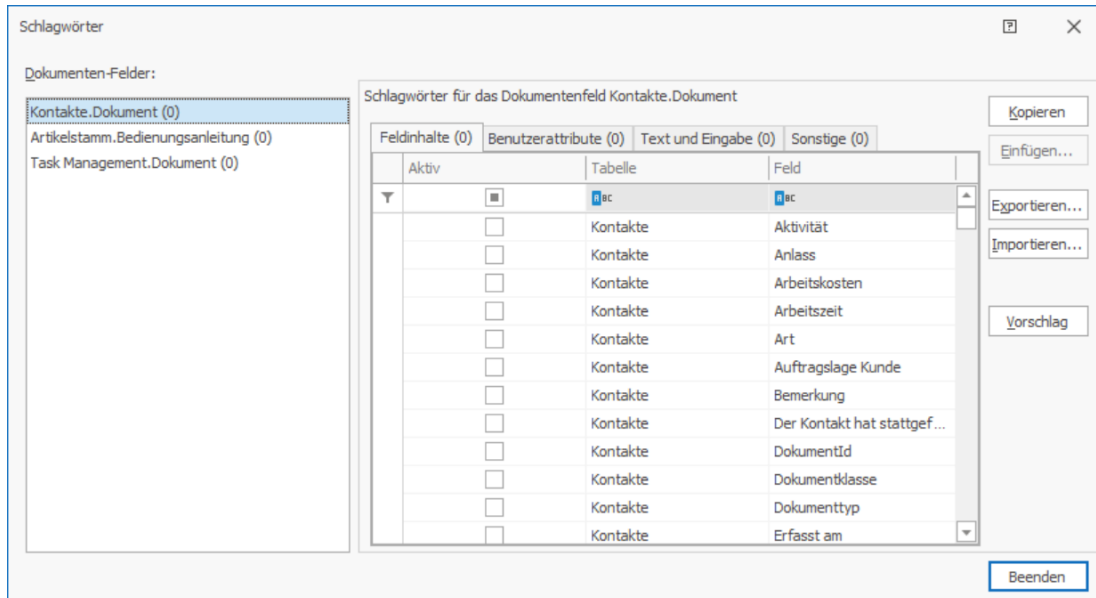 Schlagwörter
Dokumenten-Felder:
Kontakte.Dokument (0)
Artikelstamm.Bedienungsanleitung (0)
Task Management.Dokument (0)
Schlagwörter für das Dokumentenfeld Kontakte.Dokument
Feldinhalte (0) Benutzerattribute (0) Text und Eingabe (0) Sonstige (0)
Aktiv Tabelle Feld
ABC ABC
Kontakte Aktivität
Kontakte Anlass
Kontakte Arbeitskosten
Kontakte Arbeitszeit
Kontakte Art
Kontakte Auftragslage Kunde
Kontakte Bemerkung
Kontakte Der Kontakt hat stattgef...
Kontakte DokumentId
Kontakte Dokumentklasse
Kontakte Dokumenttyp
Kontakte Erfasst am
Kopieren
Einfügen...
Exportieren...
Importieren...
Vorschlag
Beenden